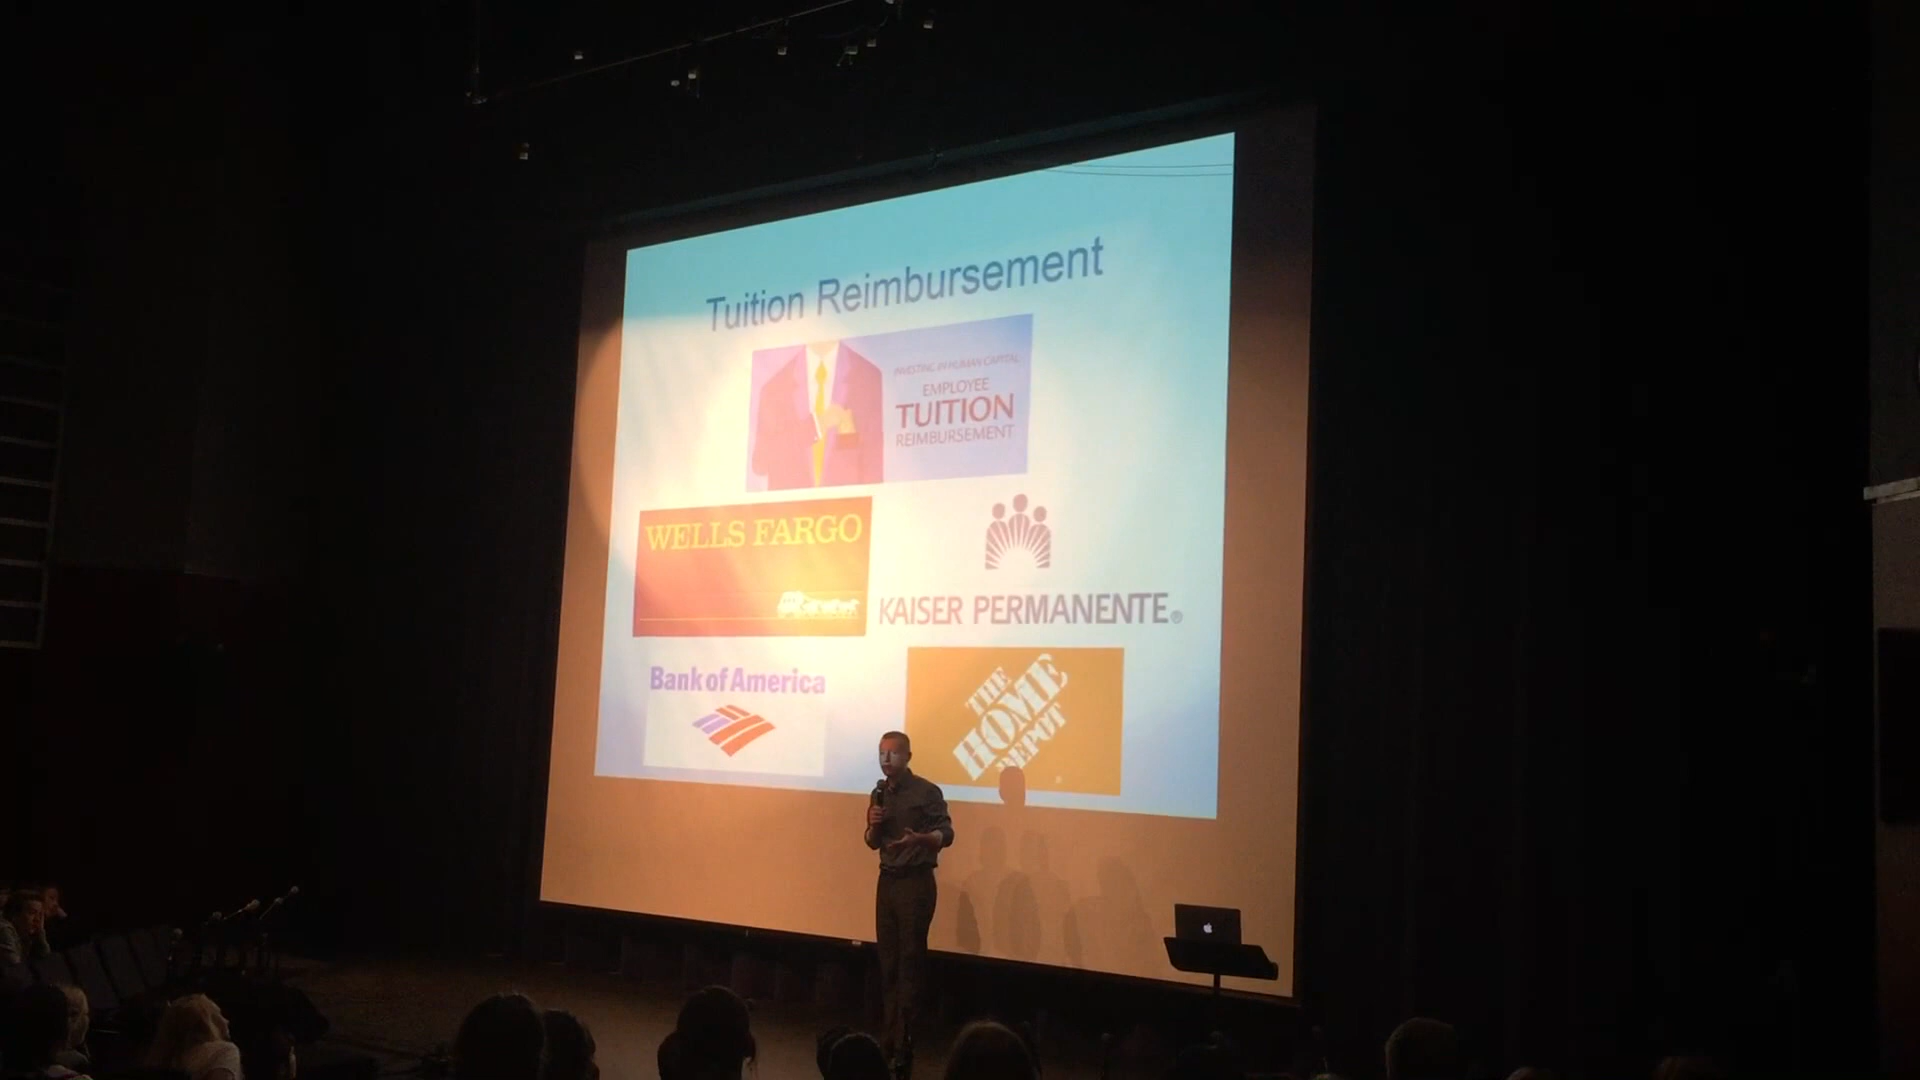 Tuition Reimbursement
INVESTING IN HUMAN CAPITAL
EMPLOYEE
TUITION
REIMBURSEMENT
WELLS FARGO
KAISER PERMANENTE®
Bank of America
THE
HOME
DEPOT